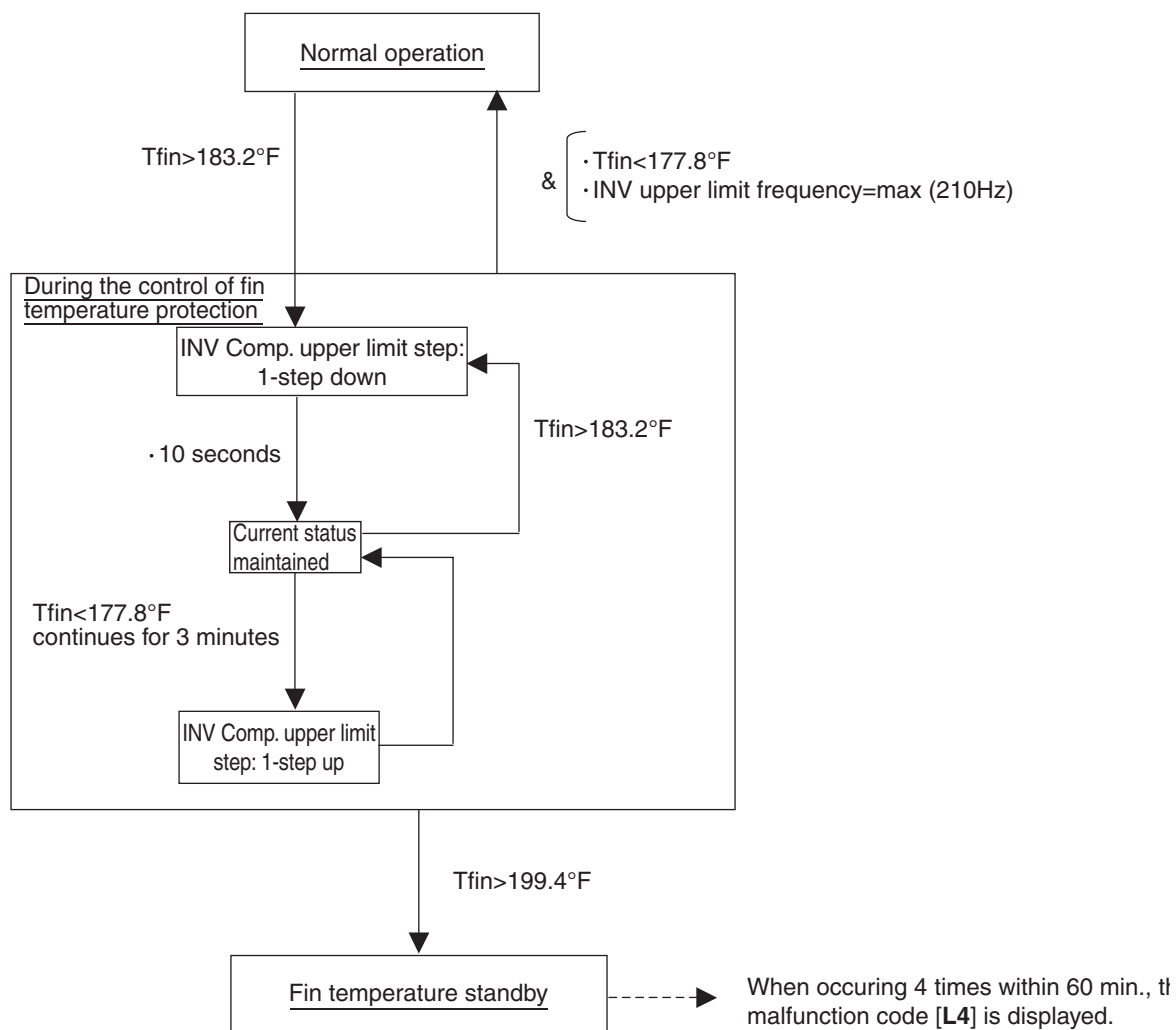 Normal operation
Tfin>183.2°F
&
・Tfin<177.8°F
・INV upper limit frequency=max (210Hz)
During the control of fin
temperature protection
INV Comp. upper limit step:
1-step down
Tfin>183.2°F
・10 seconds
Current status
maintained
Tfin<177.8°F
continues for 3 minutes
INV Comp. upper limit
step: 1-step up
Tfin>199.4°F
Fin temperature standby
When occuring 4 times within 60 min.,
malfunction code [L4] is displayed.